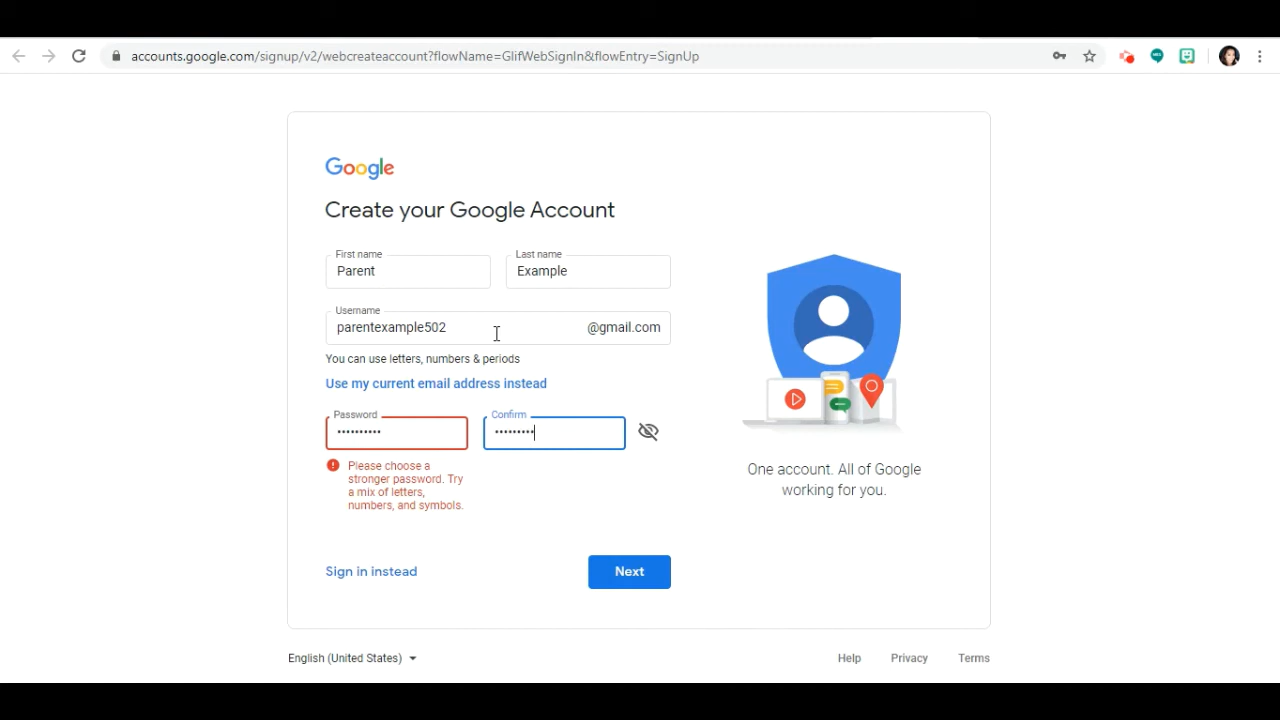 accounts.google.com/signup/v2/webcreateaccount?flowName=GlifWebSignIn&flowEntry=SignUp
Google
Create your Google Account
First name
Last name
Parent
Example
Username
parentexample502
@gmail.com
You can use letters, numbers & periods
Use my current email address instead
Password
Confirm
••••••••••
•••••••••
Please choose a
stronger password. Try
a mix of letters,
numbers, and symbols.
One account. All of Google
working for you.
Sign in instead
Next
English (United States)
Help
Privacy
Terms